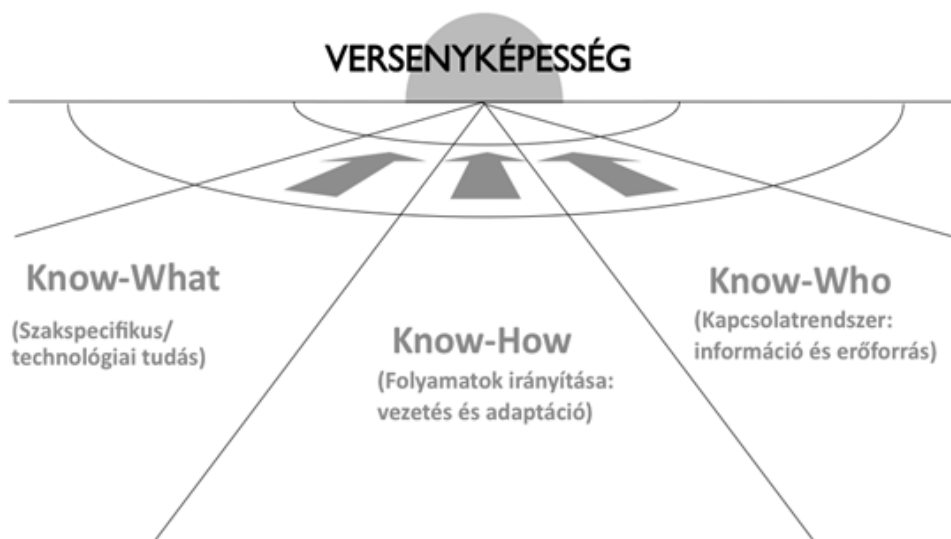 VERSENYKÉPESSÉG
Know-What
(Szakspecifikus/
technológiai tudás)
Know-How
(Folyamatok irányítása:
vezetés és adaptáció)
Know-Who
(Kapcsolatrendszer:
információ és erőforrás)